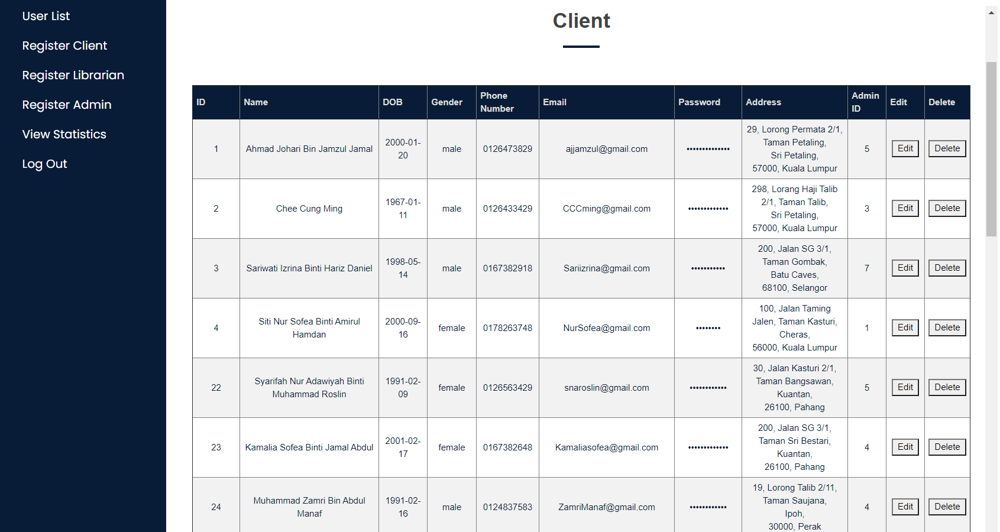 User List
Register Client
Register Librarian
Register Admin
View Statistics
Log Out
Client
ID Name DOB Gender Phone Number Email Password Address Admin ID Edit Delete
1 Ahmad Johari Bin Jamzul Jamal 2000-01-20 male 0126473829 ajjamzul@gmail.com •••••••••••••• 29, Lorong Permata 2/1, Taman Petaling, Sri Petaling, 57000, Kuala Lumpur 5 Edit Delete
2 Chee Cung Ming 1967-01-11 male 0126433429 CCCming@gmail.com ••••••••••••• 298, Lorang Haji Talib 2/1, Taman Talib, Sri Petaling, 57000, Kuala Lumpur 3 Edit Delete
3 Sariwati Izrina Binti Hariz Daniel 1998-05-14 male 0167382918 Sariizrina@gmail.com ••••••••••• 200, Jalan SG 3/1, Taman Gombak, Batu Caves, 68100, Selangor 7 Edit Delete
4 Siti Nur Sofea Binti Amirul Hamdan 2000-09-16 female 0178263748 NurSofea@gmail.com •••••••• 100, Jalan Taming Jalen, Taman Kasturi, Cheras, 56000, Kuala Lumpur 1 Edit Delete
22 Syarifah Nur Adawiyah Binti Muhammad Roslin 1991-02-09 female 0126563429 snaroslin@gmail.com •••••••••••• 30, Jalan Kasturi 2/1, Taman Bangsawan, Kuantan, 26100, Pahang 5 Edit Delete
23 Kamalia Sofea Binti Jamal Abdul 2001-02-17 female 0167382648 Kamaliasofea@gmail.com ••••••••••••• 200, Jalan SG 3/1, Taman Sri Bestari, Kuantan, 26100, Pahang 4 Edit Delete
24 Muhammad Zamri Bin Abdul Manaf 1991-02-16 male 0124837583 ZamriManaf@gmail.com •••••••••••• 19, Lorong Talib 2/11, Taman Saujana, Ipoh, 30000, Perak 4 Edit Delete